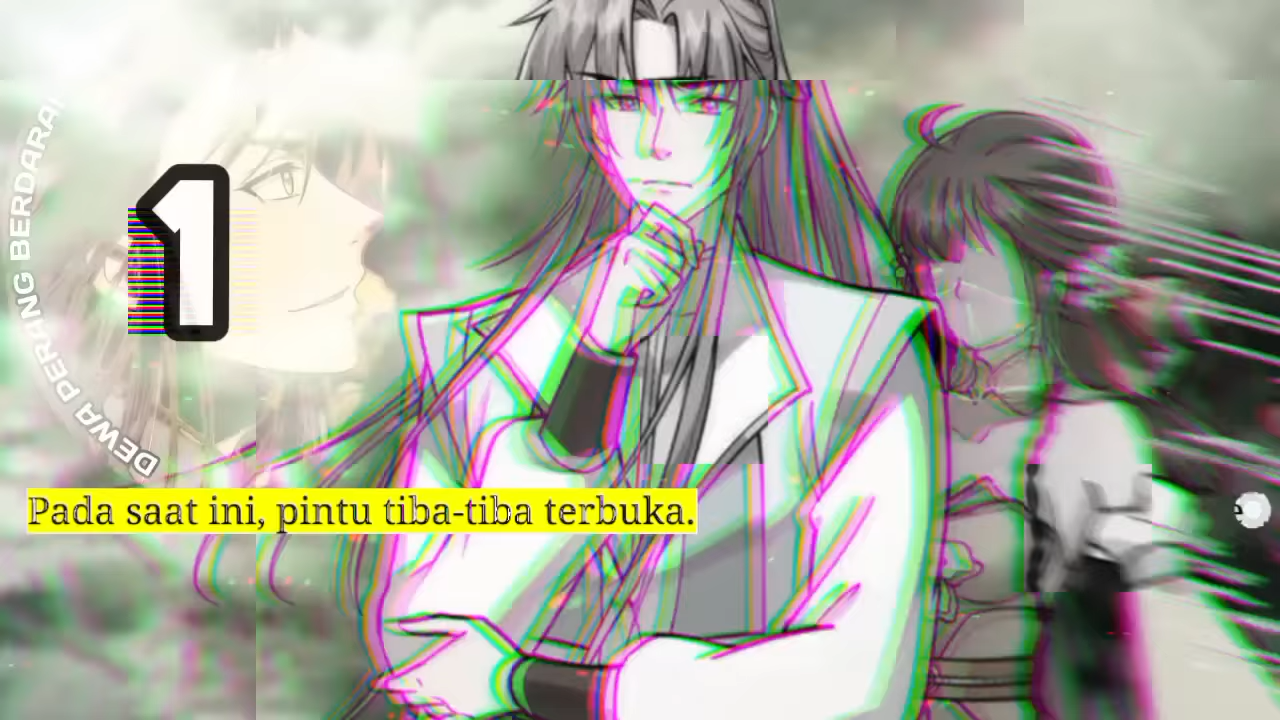 DEWA PERANG BERDARAH
1
Pada saat ini, pintu tiba-tiba terbuka.